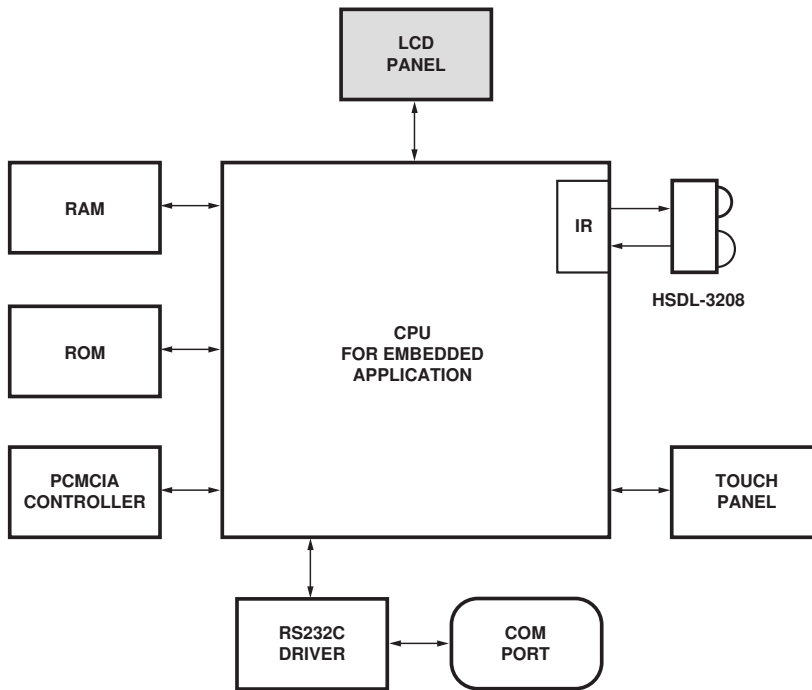 LCD
PANEL
RAM
IR
HSDL-3208
ROM
CPU
FOR EMBEDDED
APPLICATION
PCMCIA
CONTROLLER
TOUCH
PANEL
RS232C
DRIVER
COM
PORT